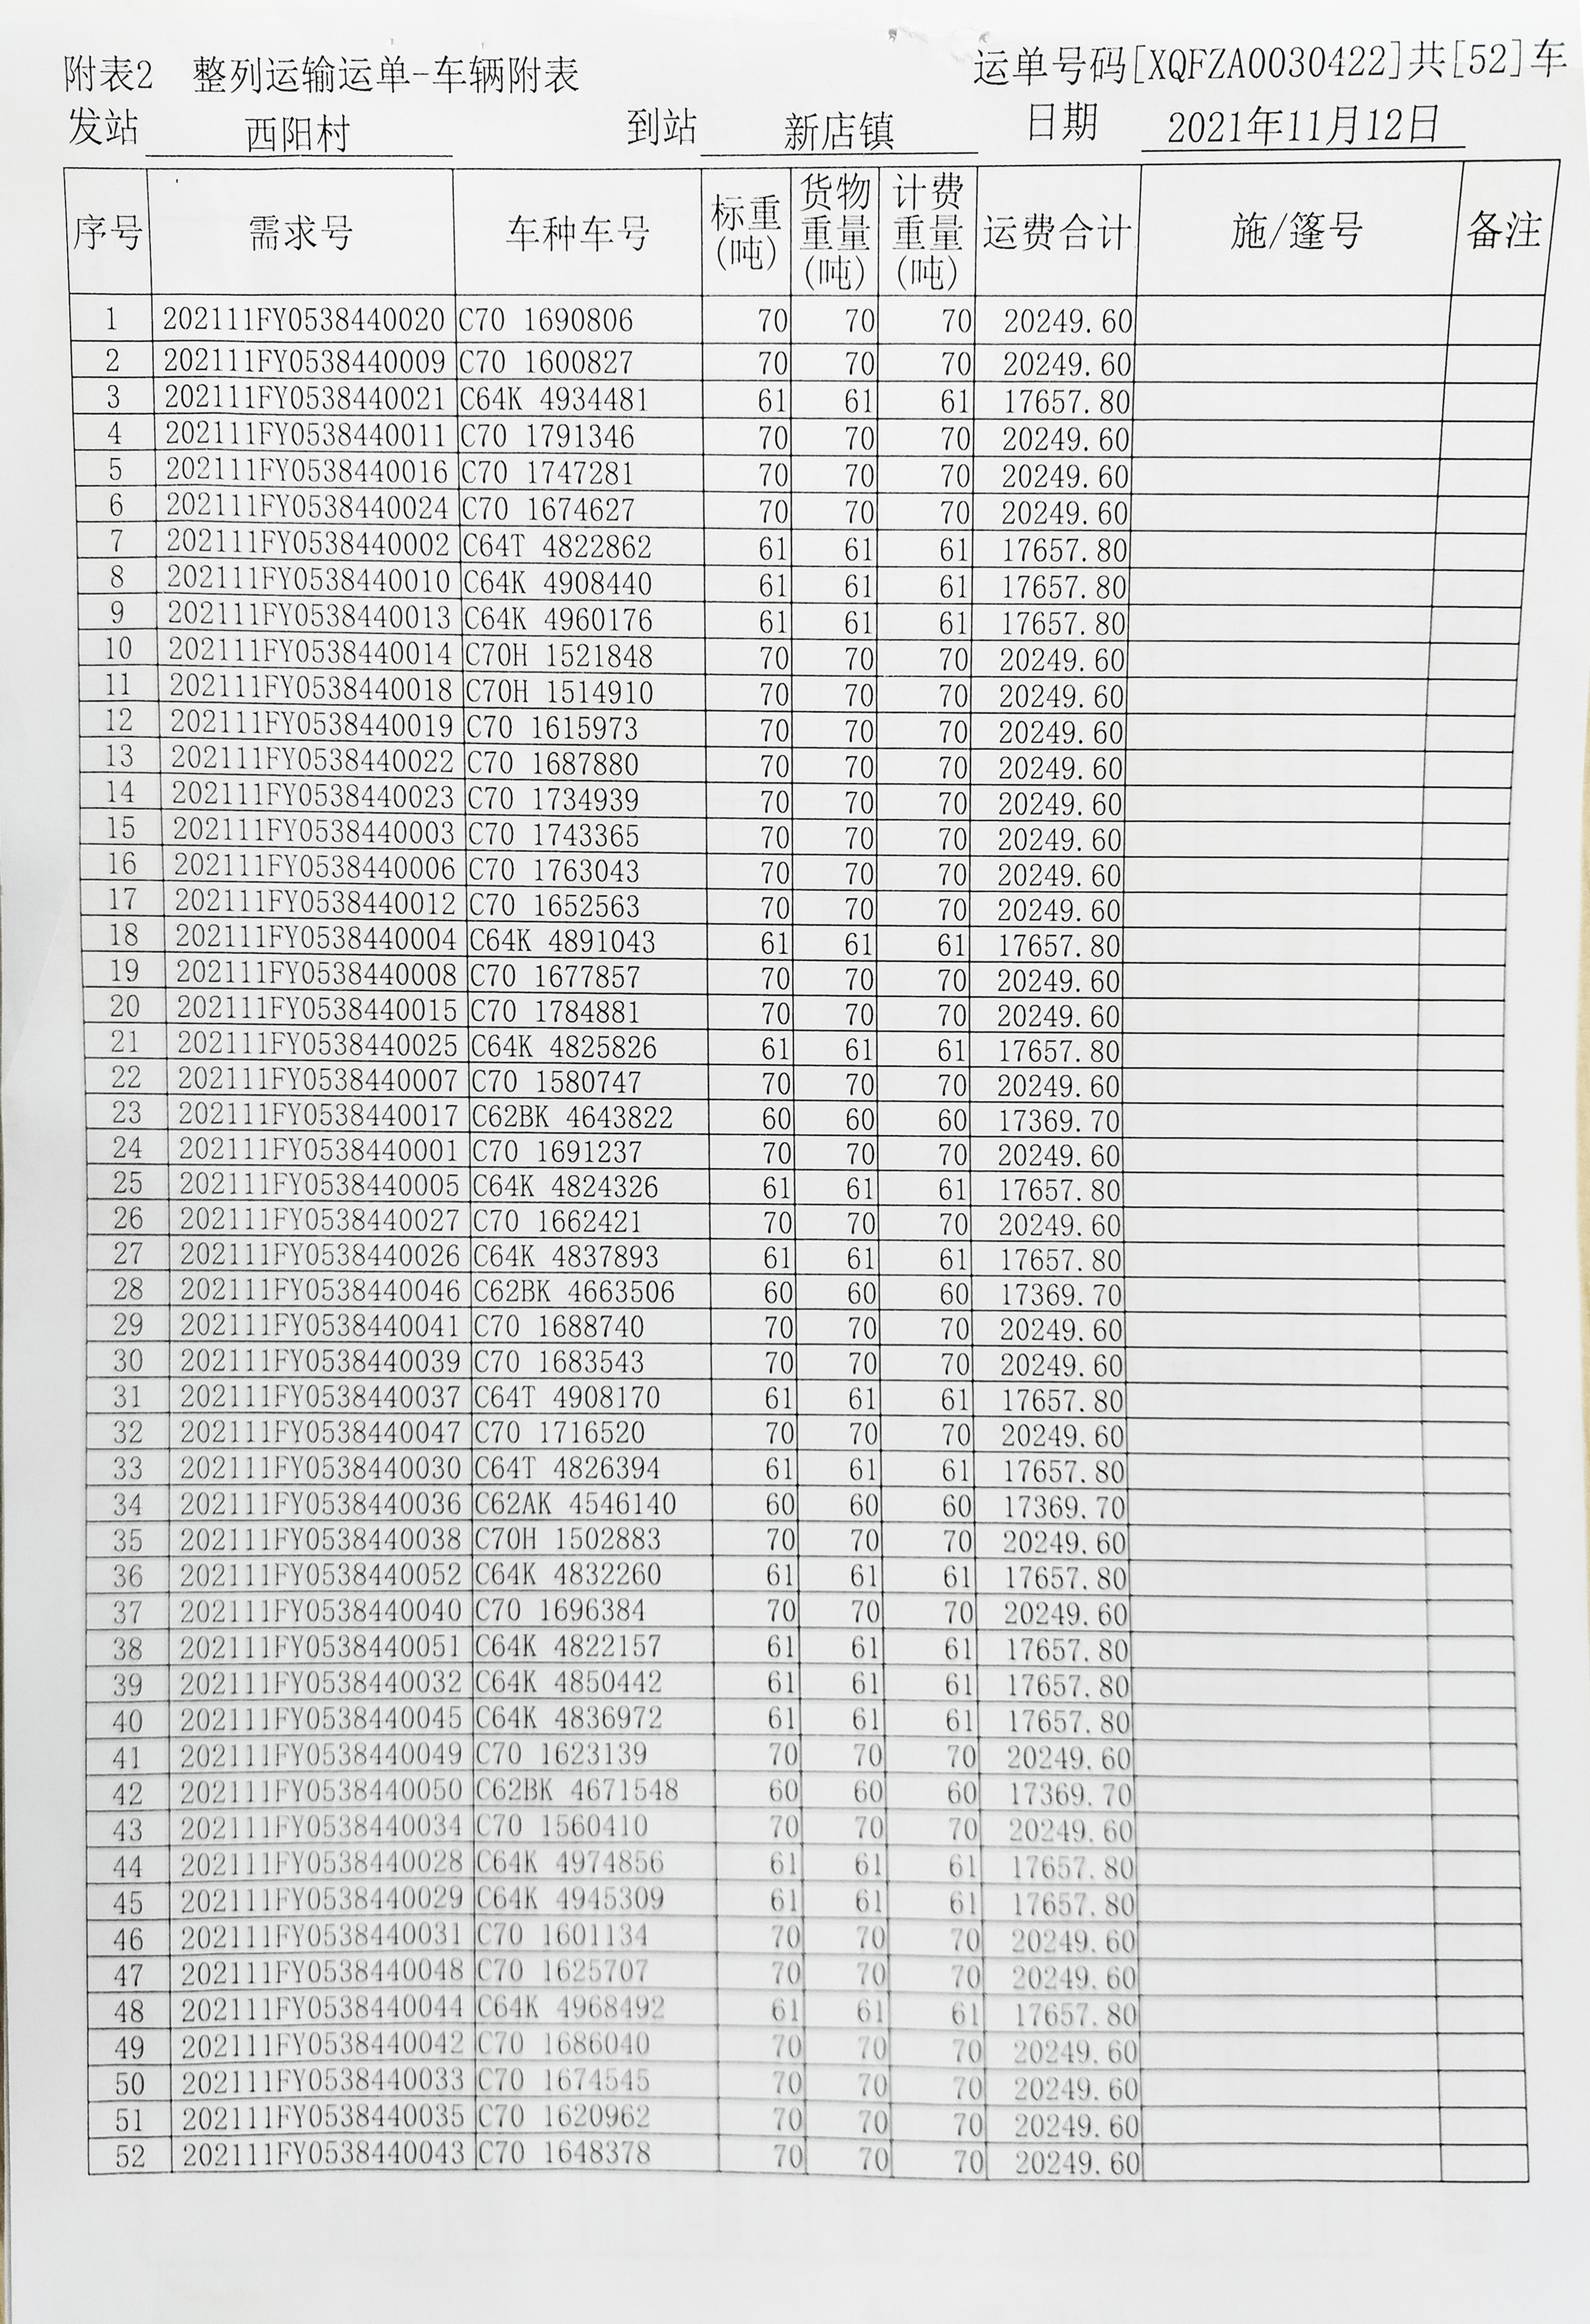 附表2 整列运输运单-车辆附表 运单号码[XQFZA0030422]共[52]车
发站 西阳村 到站 新店镇 日期 2021年11月12日
序号 需求号 车种车号 标重(吨) 货物重量(吨) 计费重量(吨) 运费合计 施/篷号 备注
1 202111FY0538440020 C70 1690806 70 70 70 20249.60
2 202111FY0538440009 C70 1600827 70 70 70 20249.60
3 202111FY0538440021 C64K 4934481 61 61 61 17657.80
4 202111FY0538440011 C70 1791346 70 70 70 20249.60
5 202111FY0538440016 C70 1747281 70 70 70 20249.60
6 202111FY0538440024 C70 1674627 70 70 70 20249.60
7 202111FY0538440002 C64T 4822862 61 61 61 17657.80
8 202111FY0538440010 C64K 4908440 61 61 61 17657.80
9 202111FY0538440013 C64K 4960176 61 61 61 17657.80
10 202111FY0538440014 C70H 1521848 70 70 70 20249.60
11 202111FY0538440018 C70H 1514910 70 70 70 20249.60
12 202111FY0538440019 C70 1615973 70 70 70 20249.60
13 202111FY0538440022 C70 1687880 70 70 70 20249.60
14 202111FY0538440023 C70 1734939 70 70 70 20249.60
15 202111FY0538440003 C70 1743365 70 70 70 20249.60
16 202111FY0538440006 C70 1763043 70 70 70 20249.60
17 202111FY0538440012 C70 1652563 70 70 70 20249.60
18 202111FY0538440004 C64K 4891043 61 61 61 17657.80
19 202111FY0538440008 C70 1677857 70 70 70 20249.60
20 202111FY0538440015 C70 1784881 70 70 70 20249.60
21 202111FY0538440025 C64K 4825826 61 61 61 17657.80
22 202111FY0538440007 C70 1580747 70 70 70 20249.60
23 202111FY0538440017 C62BK 4643822 60 60 60 17369.70
24 202111FY0538440001 C70 1691237 70 70 70 20249.60
25 202111FY0538440005 C64K 4824326 61 61 61 17657.80
26 202111FY0538440027 C70 1662421 70 70 70 20249.60
27 202111FY0538440026 C64K 4837893 61 61 61 17657.80
28 202111FY0538440046 C62BK 4663506 60 60 60 17369.70
29 202111FY0538440041 C70 1688740 70 70 70 20249.60
30 202111FY0538440039 C70 1683543 70 70 70 20249.60
31 202111FY0538440037 C64T 4908170 61 61 61 17657.80
32 202111FY0538440047 C70 1716520 70 70 70 20249.60
33 202111FY0538440030 C64T 4826394 61 61 61 17657.80
34 202111FY0538440036 C62AK 4546140 60 60 60 17369.70
35 202111FY0538440038 C70H 1502883 70 70 70 20249.60
36 202111FY0538440052 C64K 4832260 61 61 61 17657.80
37 202111FY0538440040 C70 1696384 70 70 70 20249.60
38 202111FY0538440051 C64K 4822157 61 61 61 17657.80
39 202111FY0538440032 C64K 4850442 61 61 61 17657.80
40 202111FY0538440045 C64K 4836972 61 61 61 17657.80
41 202111FY0538440049 C70 1623139 70 70 70 20249.60
42 202111FY0538440050 C62BK 4671548 60 60 60 17369.70
43 202111FY0538440034 C70 1560410 70 70 70 20249.60
44 202111FY0538440028 C64K 4974856 61 61 61 17657.80
45 202111FY0538440029 C64K 4945309 61 61 61 17657.80
46 202111FY0538440031 C70 1601134 70 70 70 20249.60
47 202111FY0538440048 C70 1625707 70 70 70 20249.60
48 202111FY0538440044 C64K 4968492 61 61 61 17657.80
49 202111FY0538440042 C70 1686040 70 70 70 20249.60
50 202111FY0538440033 C70 1674545 70 70 70 20249.60
51 202111FY0538440035 C70 1620962 70 70 70 20249.60
52 202111FY0538440043 C70 1648378 70 70 70 20249.60